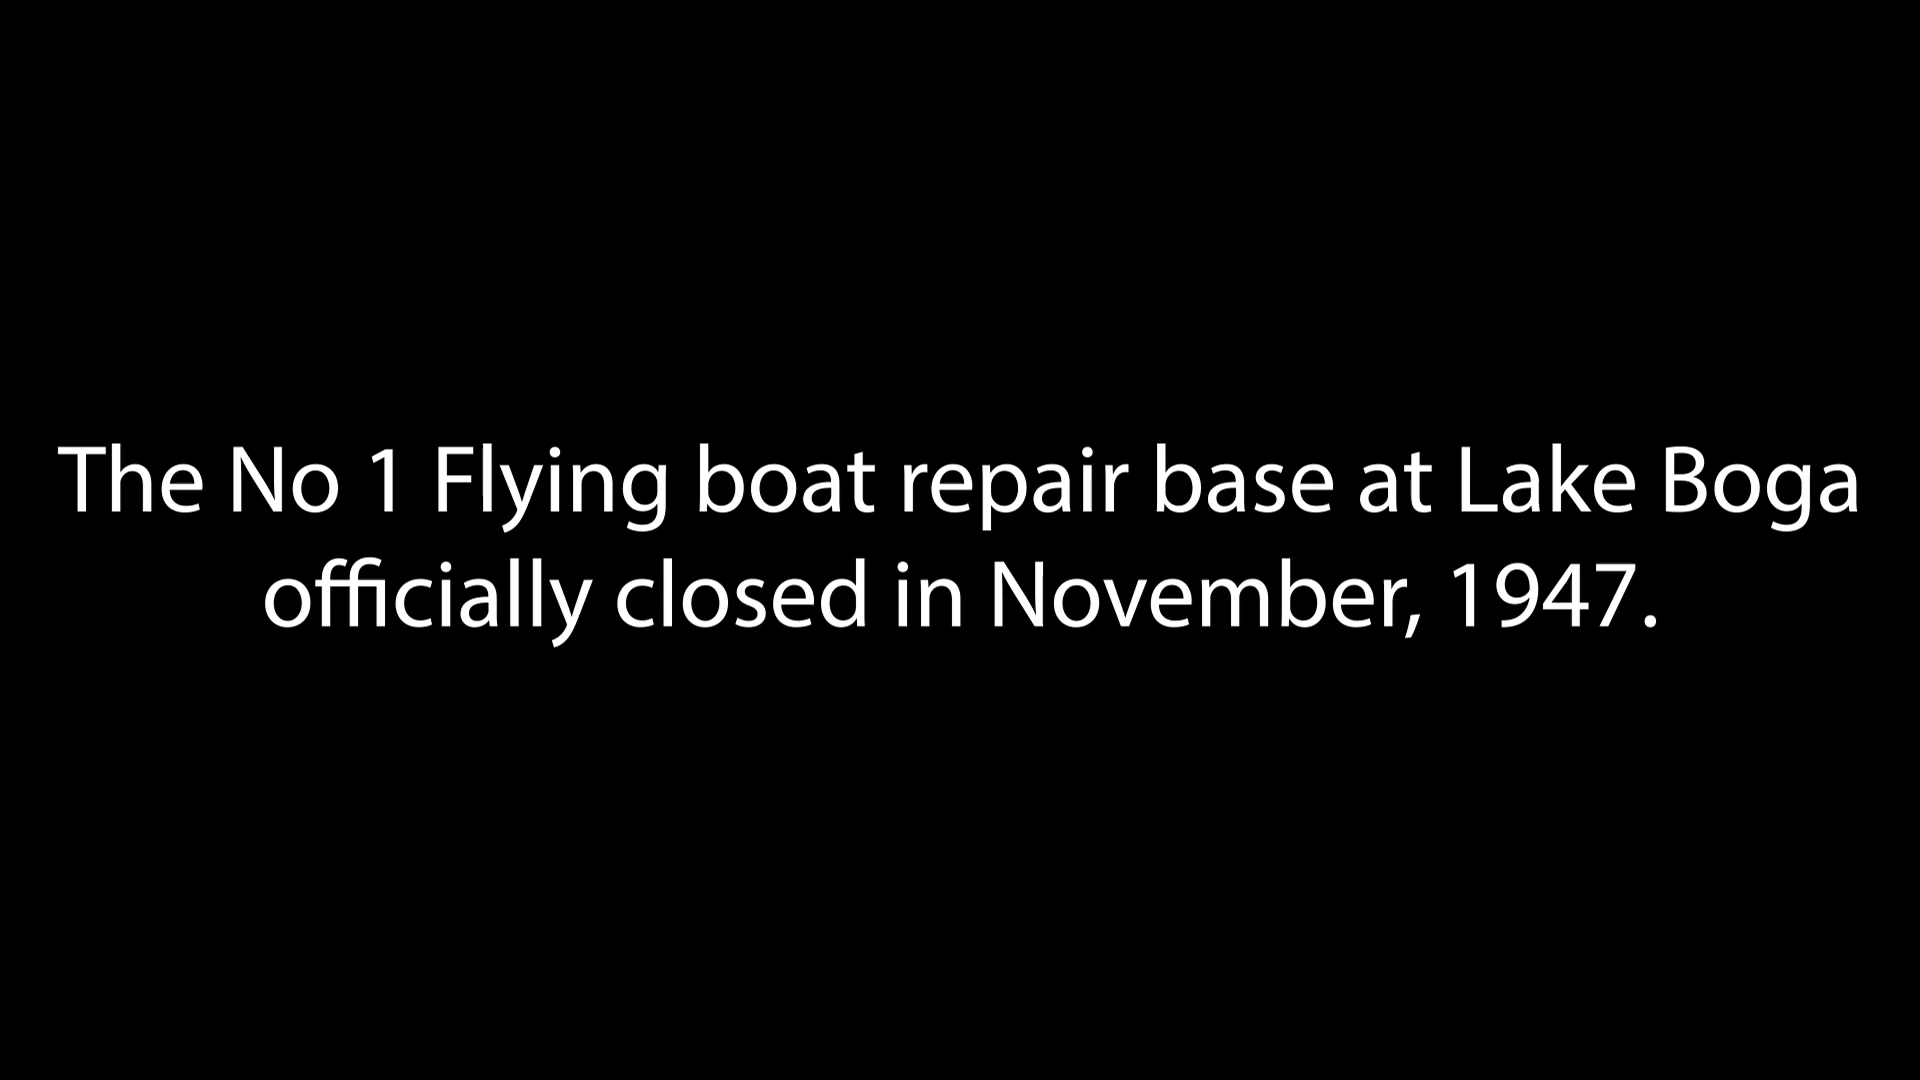 The No 1 Flying boat repair base at Lake Boga
officially closed in November, 1947.